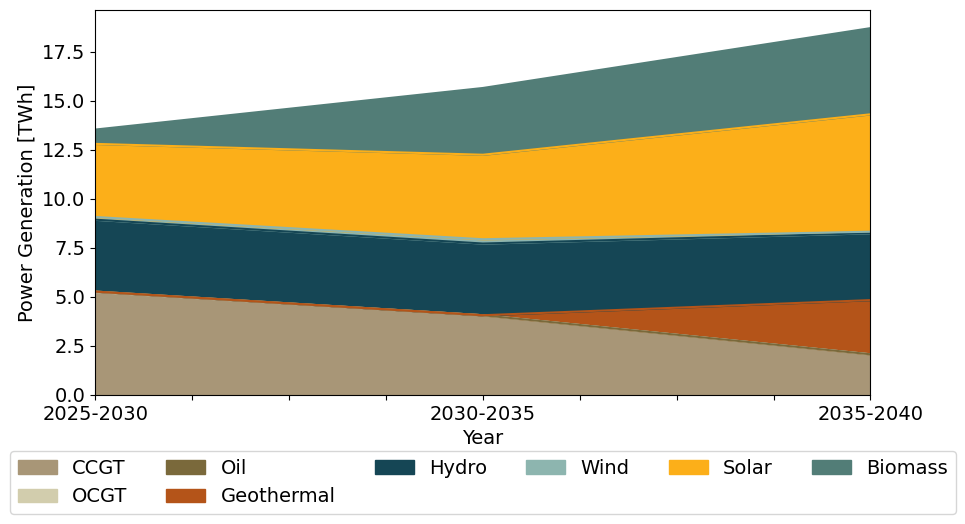 Power Generation [TWh]
17.5
15.0
12.5
10.0
7.5
5.0
2.5
0.0
2025-2030 2030-2035 2035-2040
Year
CCGT Oil Hydro Wind Solar Biomass
OCGT Geothermal